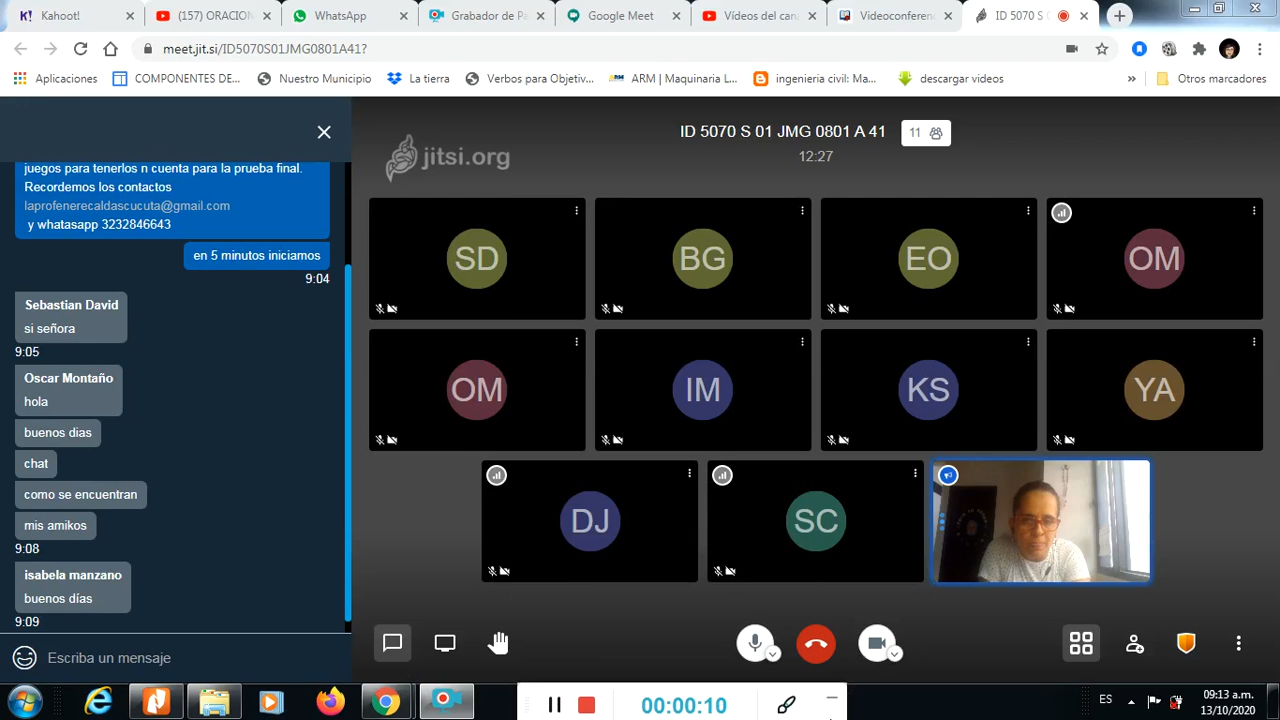 Kahoot!
(157) ORACION
WhatsApp
Grabador de Pa
Google Meet
Vídeos del cana
Videoconferenc
ID 5070 S
meet.jit.si/ID5070S01JMG0801A41?
Aplicaciones
COMPONENTES DE...
Nuestro Municipio
La tierra
Verbos para Objetiv...
ARM | Maquinaria L...
ingenieria civil: Ma...
descargar videos
»
Otros marcadores
juegos para tenerlos n cuenta para la prueba final.
Recordemos los contactos
laprofenerecaldascucuta@gmail.com
y whatasapp 3232846643
en 5 minutos iniciamos
9:04
Sebastian David
si señora
9:05
Oscar Montaño
hola
buenos dias
chat
como se encuentran
mis amikos
9:08
isabela manzano
buenos días
9:09
Escriba un mensaje
jitsi.org
ID 5070 S 01 JMG 0801 A 41
11
12:27
SD
BG
EO
OM
OM
IM
KS
YA
DJ
SC
00:00:10
ES
09:13 a.m.
13/10/2020